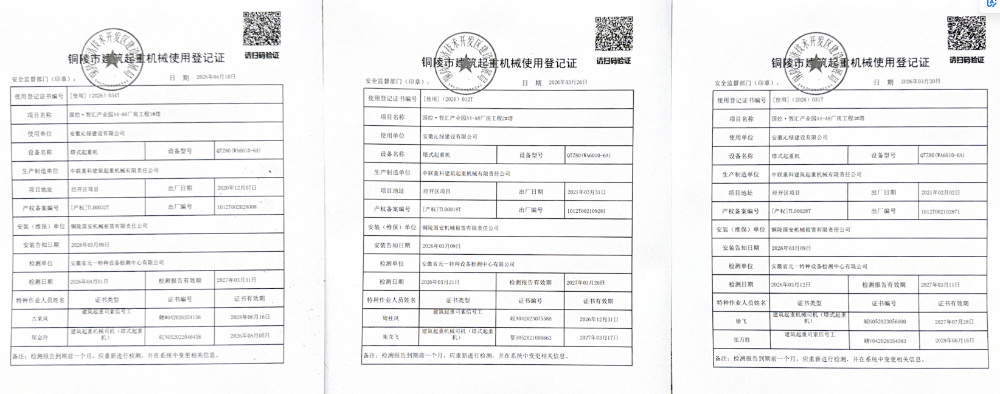 请扫码验证
铜陵市建筑起重机械使用登记证
安全监督部门（印章）： 日 期 2026年04月10日
使用登记证书编号 [使用]（2026）034T
项目名称 国控·智汇产业园A4-A8厂房工程1#塔
使用单位 安徽沁绿建设有限公司
设备名称 塔式起重机 设备型号 QTZ80(WA6010-6A)
生产制造单位 中联重科建筑起重机械有限责任公司
项目地址 经开区项目 出厂日期 2020年12月07日
产权备案编号 [产权]TL00032T 出厂编号 1012T002028008
安装（维保）单位 铜陵国安机械租赁有限责任公司
安装告知日期 2026年03月09日
检测单位 安徽省元一特种设备检测中心有限公司
检测日期 2026年04月01日 检测报告有效期 2027年03月31日
特种作业人员姓名 证书类型 证书编号 证书有效期
古荣凤 建筑起重司索信号工 赣W042026354156 2028年06月16日
邰金玲 建筑起重机械司机（塔式起重
机） 皖N052022046458 2026年08月05日
备注：检测报告到期前一个月，应重新进行检测，并在系统中变更相关信息。
请扫码验证
铜陵市建筑起重机械使用登记证
安全监督部门（印章）： 日 期 2026年03月26日
使用登记证书编号 [使用]（2026）032T
项目名称 国控·智汇产业园A4-A8厂房工程2#塔
使用单位 安徽沁绿建设有限公司
设备名称 塔式起重机 设备型号 QTZ80(WA6010-6A)
生产制造单位 中联重科建筑起重机械有限责任公司
项目地址 经开区项目 出厂日期 2021年03月31日
产权备案编号 [产权]TL00018T 出厂编号 1012T002109281
安装（维保）单位 铜陵国安机械租赁有限责任公司
安装告知日期 2026年03月09日
检测单位 安徽省元一特种设备检测中心有限公司
检测日期 2026年03月21日 检测报告有效期 2027年03月20日
特种作业人员姓名 证书类型 证书编号 证书有效期
周桂凤 建筑起重司索信号工 皖A042023075580 2026年12月31日
朱龙飞 建筑起重机械司机（塔式起重
机） 鄂B052021000863 2027年03月17日
备注：检测报告到期前一个月，应重新进行检测，并在系统中变更相关信息。
请扫码验证
铜陵市建筑起重机械使用登记证
安全监督部门（印章）： 日 期 2026年03月20日
使用登记证书编号 [使用]（2026）031T
项目名称 国控·智汇产业园A4-A8厂房工程3#塔
使用单位 安徽沁绿建设有限公司
设备名称 塔式起重机 设备型号 QTZ80(WA6010-6A)
生产制造单位 中联重科建筑起重机械有限责任公司
项目地址 经开区项目 出厂日期 2021年02月02日
产权备案编号 [产权]TL00028T 出厂编号 1012T002102871
安装（维保）单位 铜陵国安机械租赁有限责任公司
安装告知日期 2026年03月09日
检测单位 安徽省元一特种设备检测中心有限公司
检测日期 2026年03月12日 检测报告有效期 2027年03月11日
特种作业人员姓名 证书类型 证书编号 证书有效期
徐飞 建筑起重机械司机（塔式起重
机） 皖G052023056000 2027年07月28日
张万胜 建筑起重司索信号工 赣V042026354083 2028年06月16日
备注：检测报告到期前一个月，应重新进行检测，并在系统中变更相关信息。